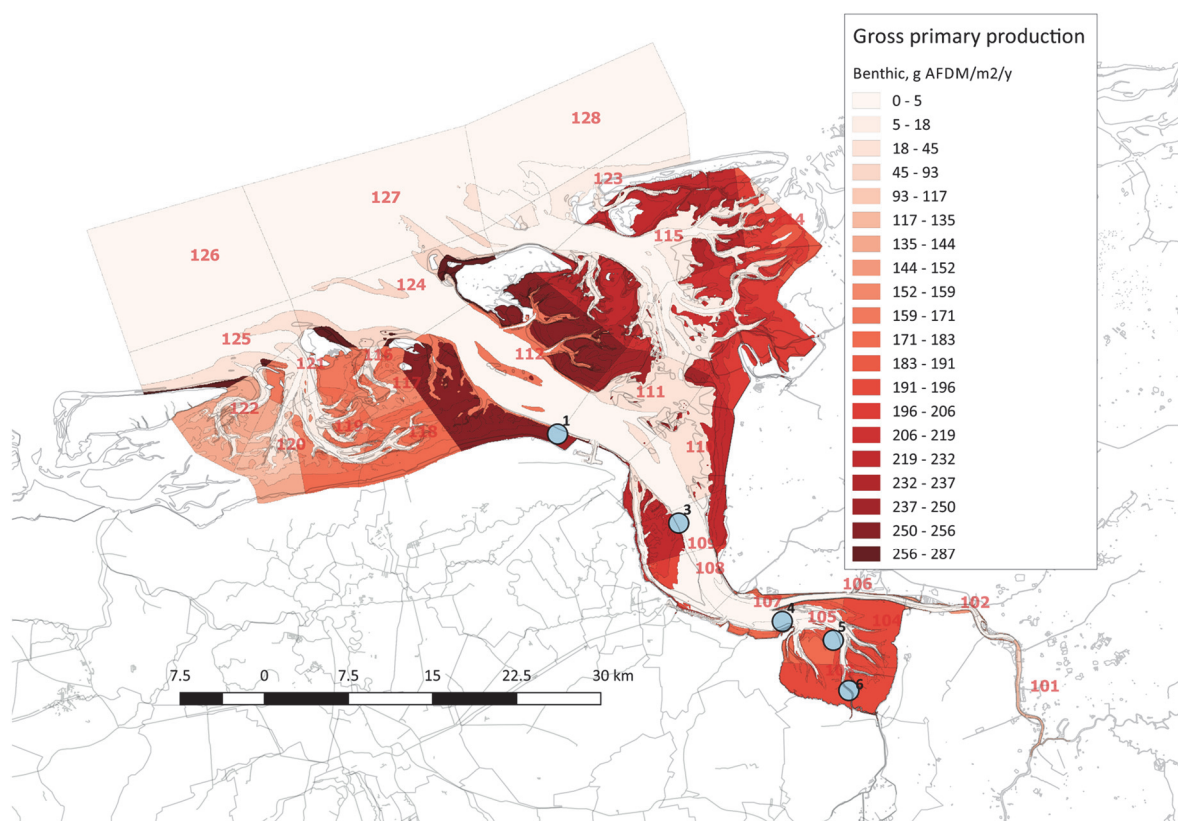 Gross primary production
Benthic, g AFDM/m2/y
0 - 5
5 - 18
18 - 45
45 - 93
93 - 117
117 - 135
135 - 144
144 - 152
152 - 159
159 - 171
171 - 183
183 - 191
191 - 196
196 - 206
206 - 219
219 - 232
232 - 237
237 - 250
250 - 256
256 - 287
128
123
127
115
126
124
125
112
121
116
117
111
122
119
118
120
110
1
3
109
108
106
107
4
102
105
104
5
6
101
7.5 0 7.5 15 22.5 30 km